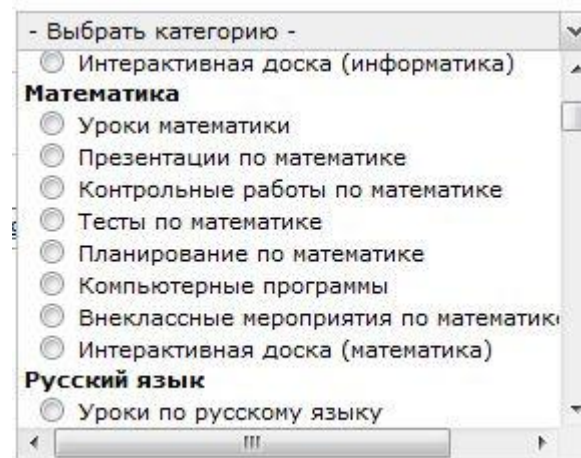 - Выбрать категорию -
Интерактивная доска (информатика)
Математика
Уроки математики
Презентации по математике
Контрольные работы по математике
Тесты по математике
Планирование по математике
Компьютерные программы
Внеклассные мероприятия по математик
Интерактивная доска (математика)
Русский язык
Уроки по русскому языку